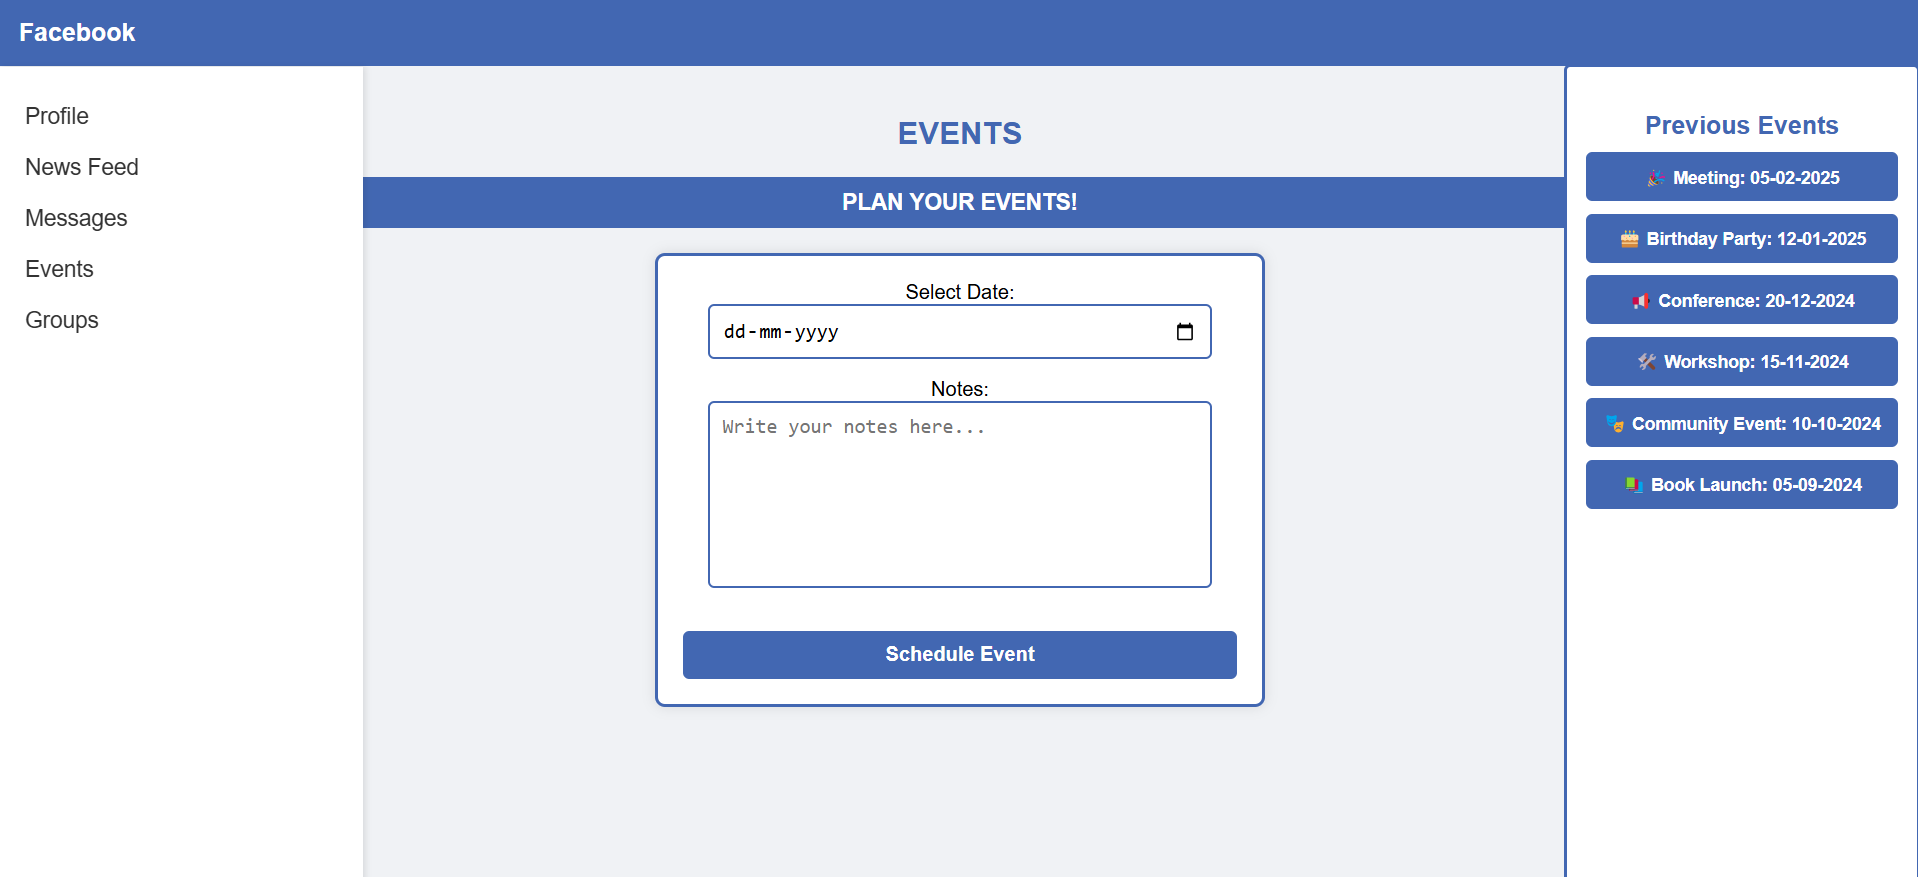 Facebook
Profile
News Feed
Messages
Events
Groups
EVENTS
PLAN YOUR EVENTS!
Select Date:
dd-mm-yyyy
Notes:
Write your notes here...
Schedule Event
Previous Events
🎉 Meeting: 05-02-2025
🎂 Birthday Party: 12-01-2025
📢 Conference: 20-12-2024
🛠️ Workshop: 15-11-2024
🎭 Community Event: 10-10-2024
📚 Book Launch: 05-09-2024